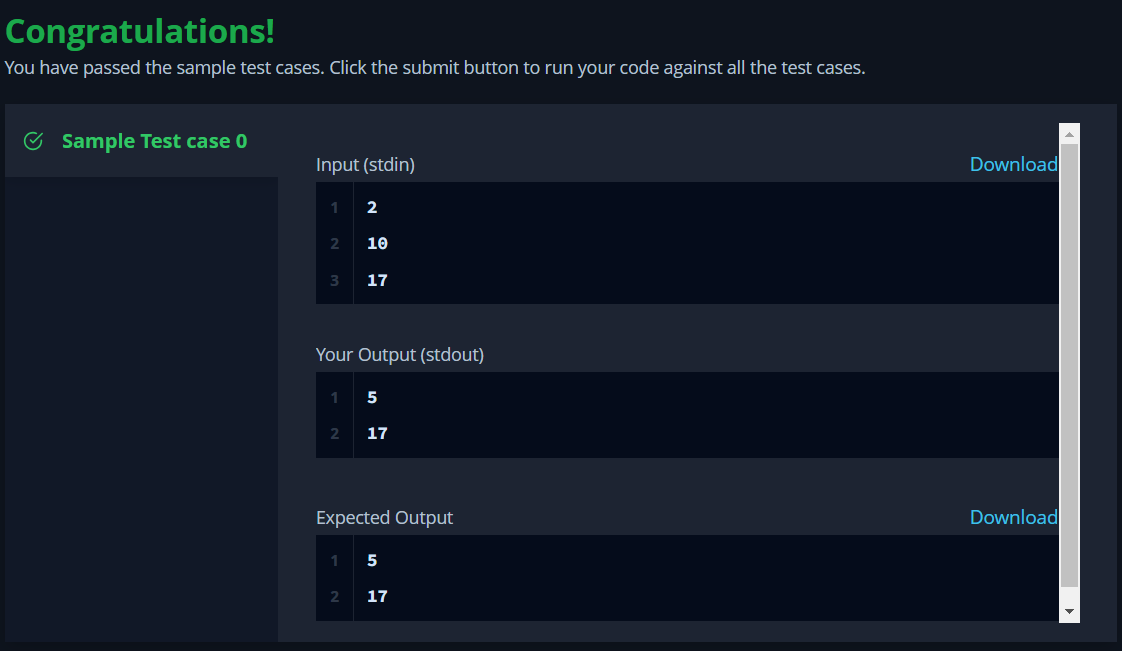 Congratulations!
You have passed the sample test cases. Click the submit button to run your code against all the test cases.
Sample Test case 0
Input (stdin)
Download
1 2
2 10
3 17
Your Output (stdout)
1 5
2 17
Expected Output
Download
1 5
2 17